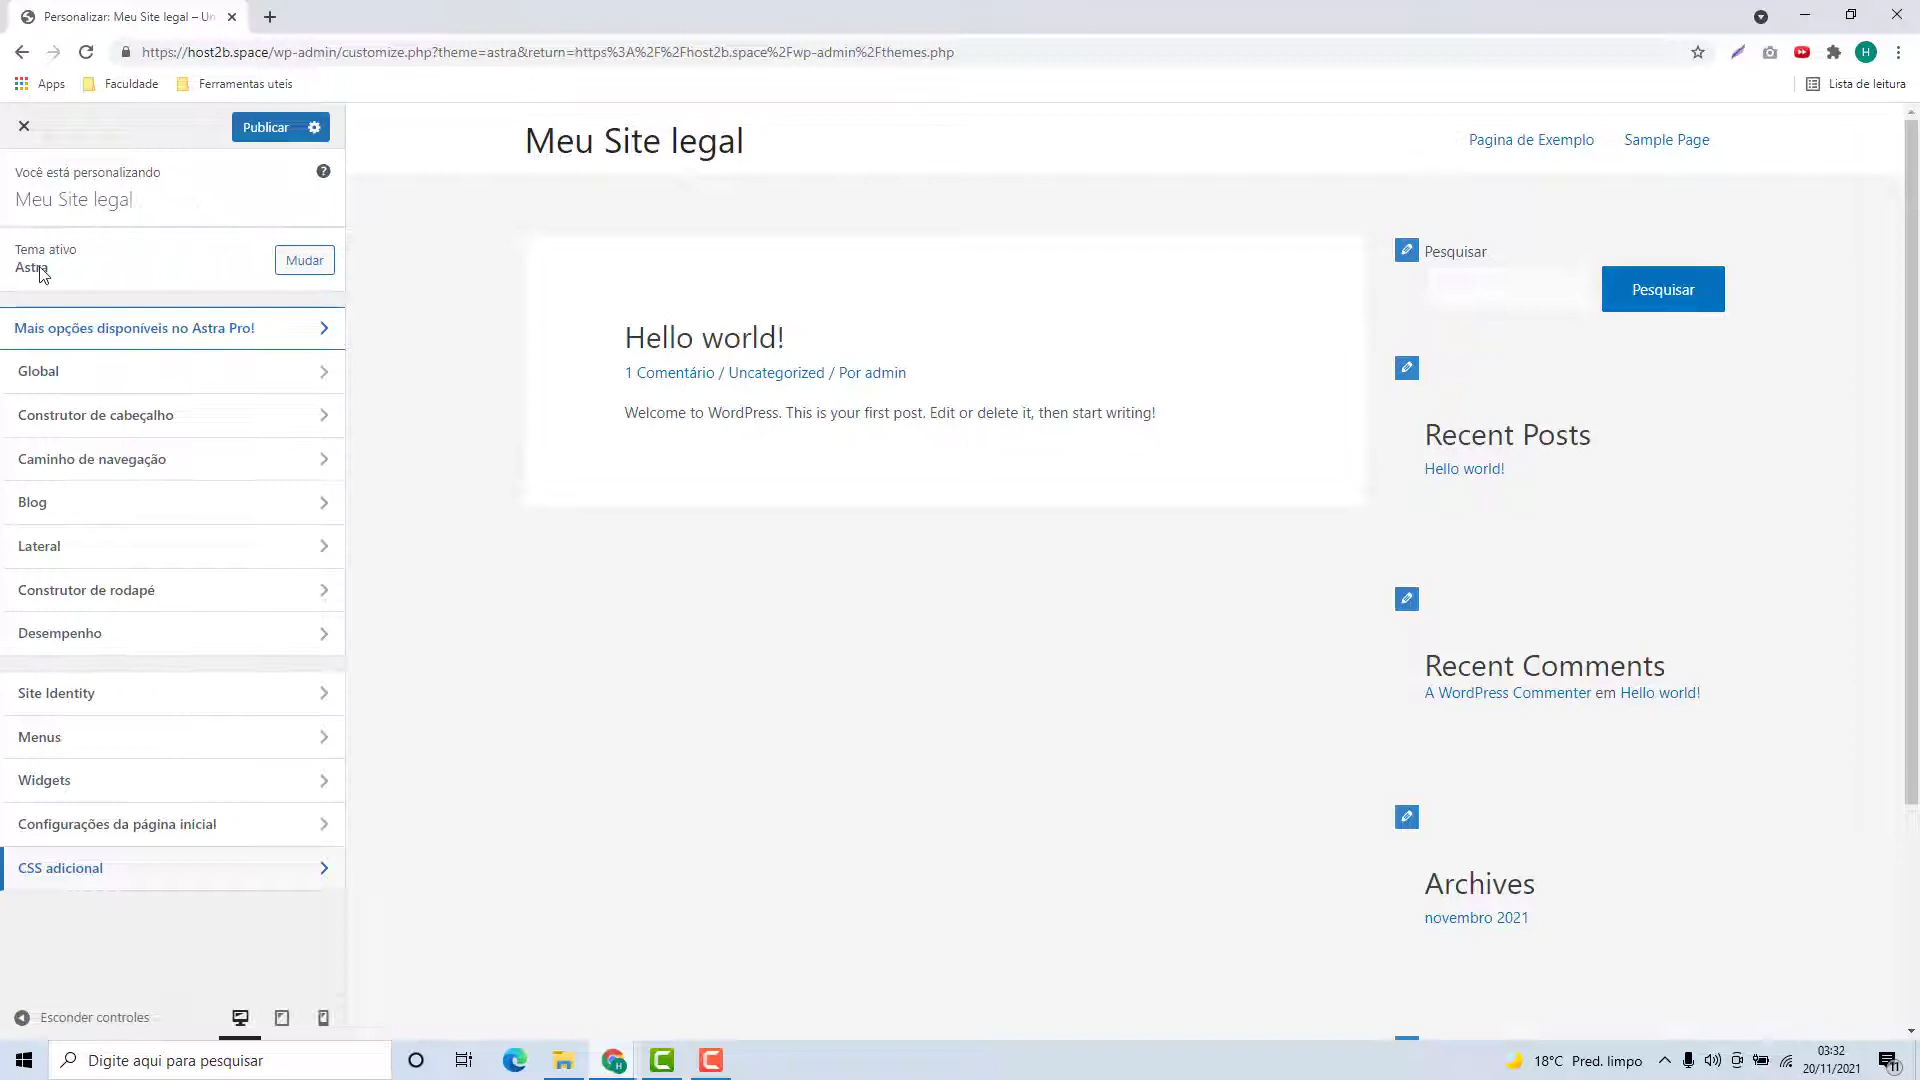 Personalizar: Meu Site legal – Un
https://host2b.space/wp-admin/customize.php?theme=astra&return=https%3A%2F%2Fhost2b.space%2Fwp-admin%2Fthemes.php
H
Apps
Faculdade
Ferramentas uteis
Lista de leitura
Publicar
Você está personalizando
Meu Site legal
Tema ativo
Astra
Mudar
Mais opções disponíveis no Astra Pro!
Global
Construtor de cabeçalho
Caminho de navegação
Blog
Lateral
Construtor de rodapé
Desempenho
Site Identity
Menus
Widgets
Configurações da página inicial
CSS adicional
Esconder controles
Meu Site legal
Pagina de Exemplo
Sample Page
Hello world!
1 Comentário / Uncategorized / Por admin
Welcome to WordPress. This is your first post. Edit or delete it, then start writing!
Pesquisar
Pesquisar
Recent Posts
Hello world!
Recent Comments
A WordPress Commenter em Hello world!
Archives
novembro 2021
Digite aqui para pesquisar
18°C Pred. limpo
03:32
20/11/2021
11